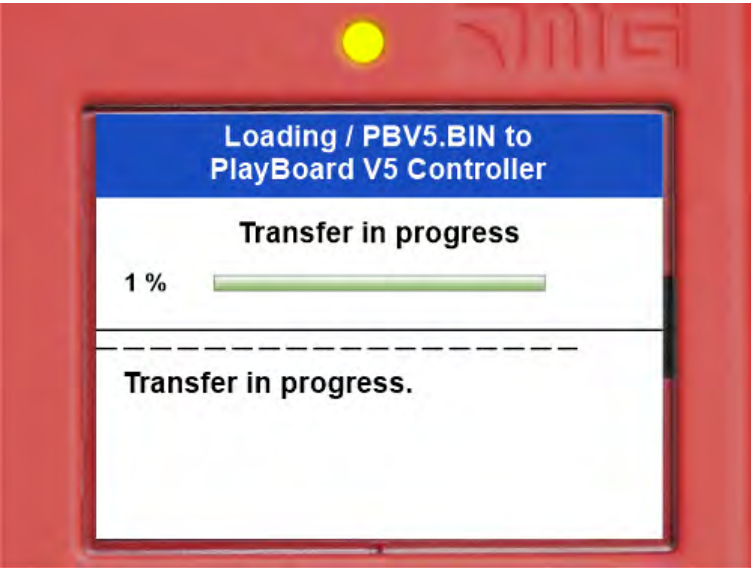 Loading / PBV5.BIN to
PlayBoard V5 Controller
Transfer in progress
1 %
Transfer in progress.